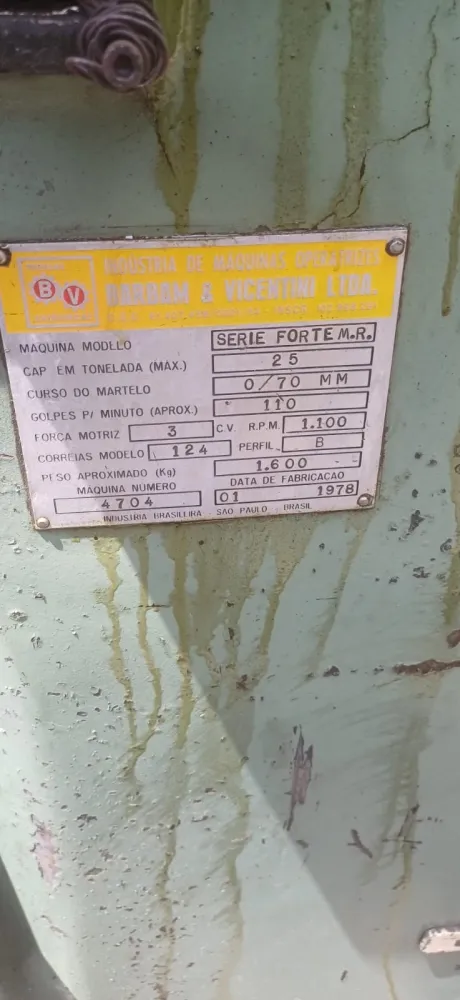 INDUSTRIA DE MAQUINAS OPERATRIZES
B V BARBAM & VICENTINI LTDA.
MAQUINA MODELO SERIE FORTE M.R.
CAP EM TONELADA (MAX.) 25
CURSO DO MARTELO 0/70 MM
GOLPES P/ MINUTO (APROX.) 110
FORÇA MOTRIZ 3 C.V. R.P.M. 1.100
CORREIAS MODELO 124 PERFIL B
PESO APROXIMADO (Kg) 1.600
MAQUINA NUMERO DATA DE FABRICACAO
4704 01 1978
INDUSTRIA BRASILEIRA - SAO PAULO - BRASIL